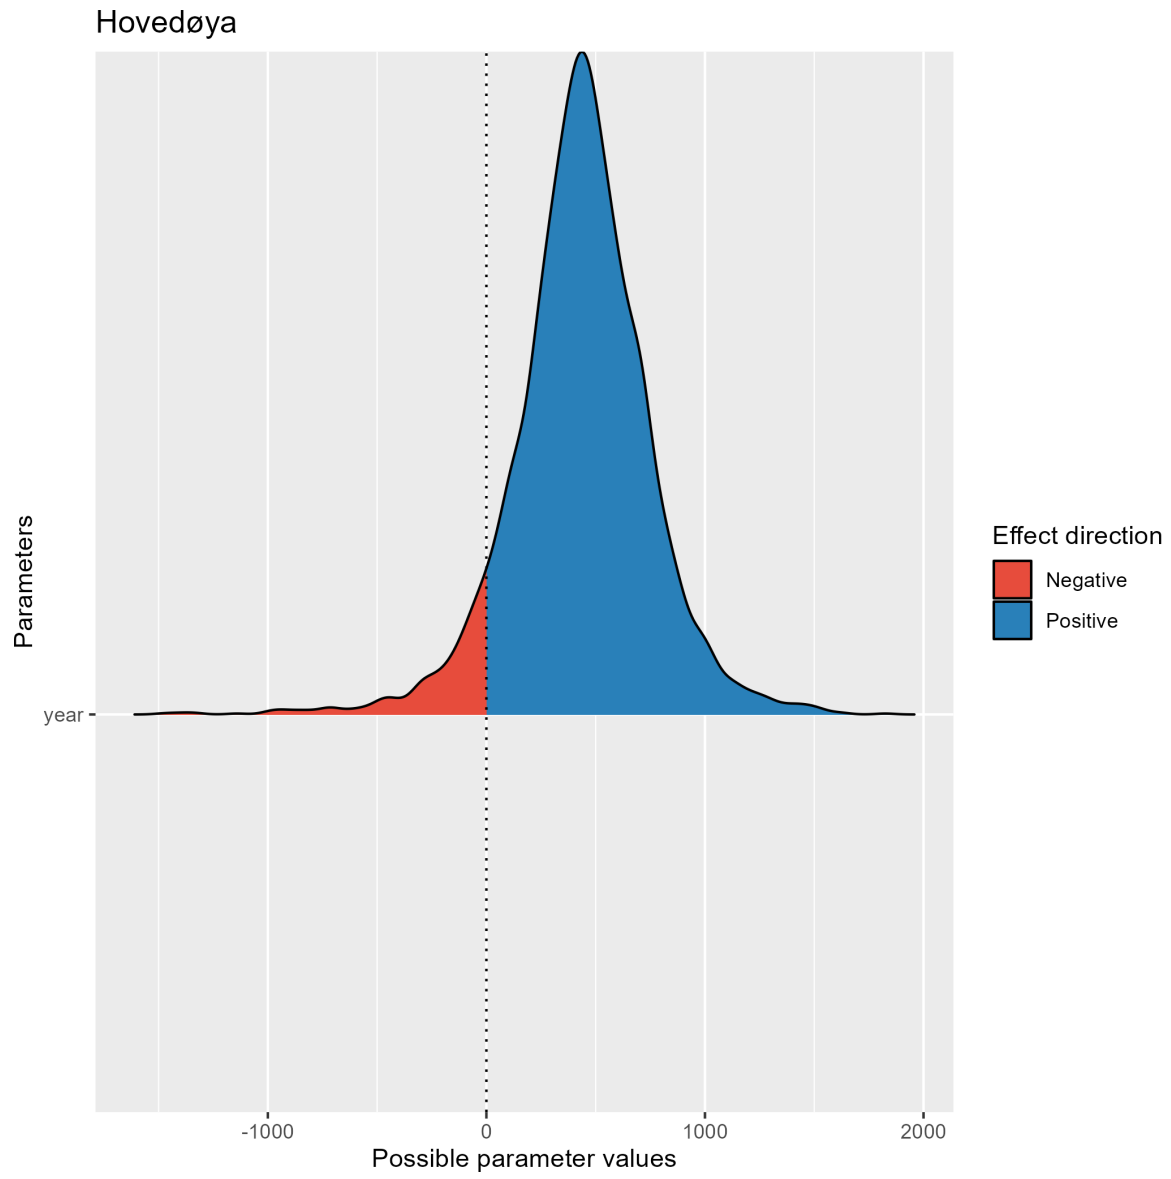 Hovedøya
Parameters
year
-1000 0 1000 2000
Possible parameter values
Effect direction
Negative
Positive